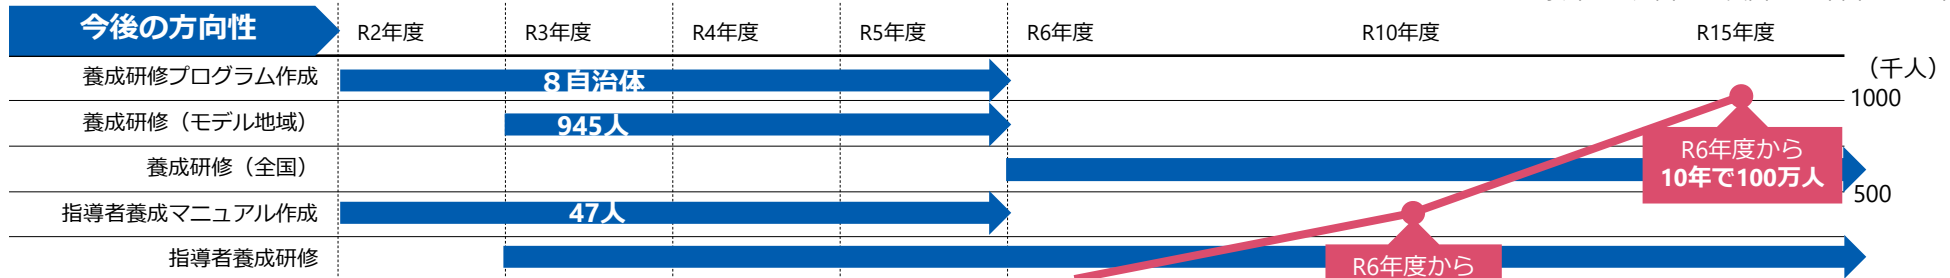 今後の方向性 R2年度 R3年度 R4年度 R5年度 R6年度 R10年度 R15年度
養成研修プログラム作成 8自治体 （千人）
1000
養成研修（モデル地域） 945人
養成研修（全国） R6年度から
10年で100万人
500
指導者養成マニュアル作成 47人
指導者養成研修 R6年度から